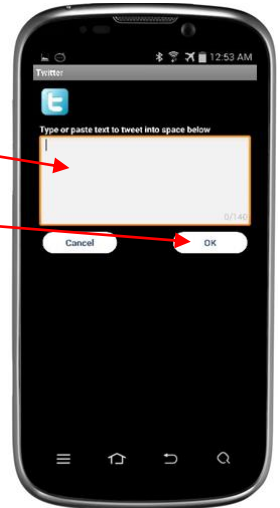 12:53 AM
Twitter
t
Type or paste text to tweet into space below
0/140
Cancel
OK